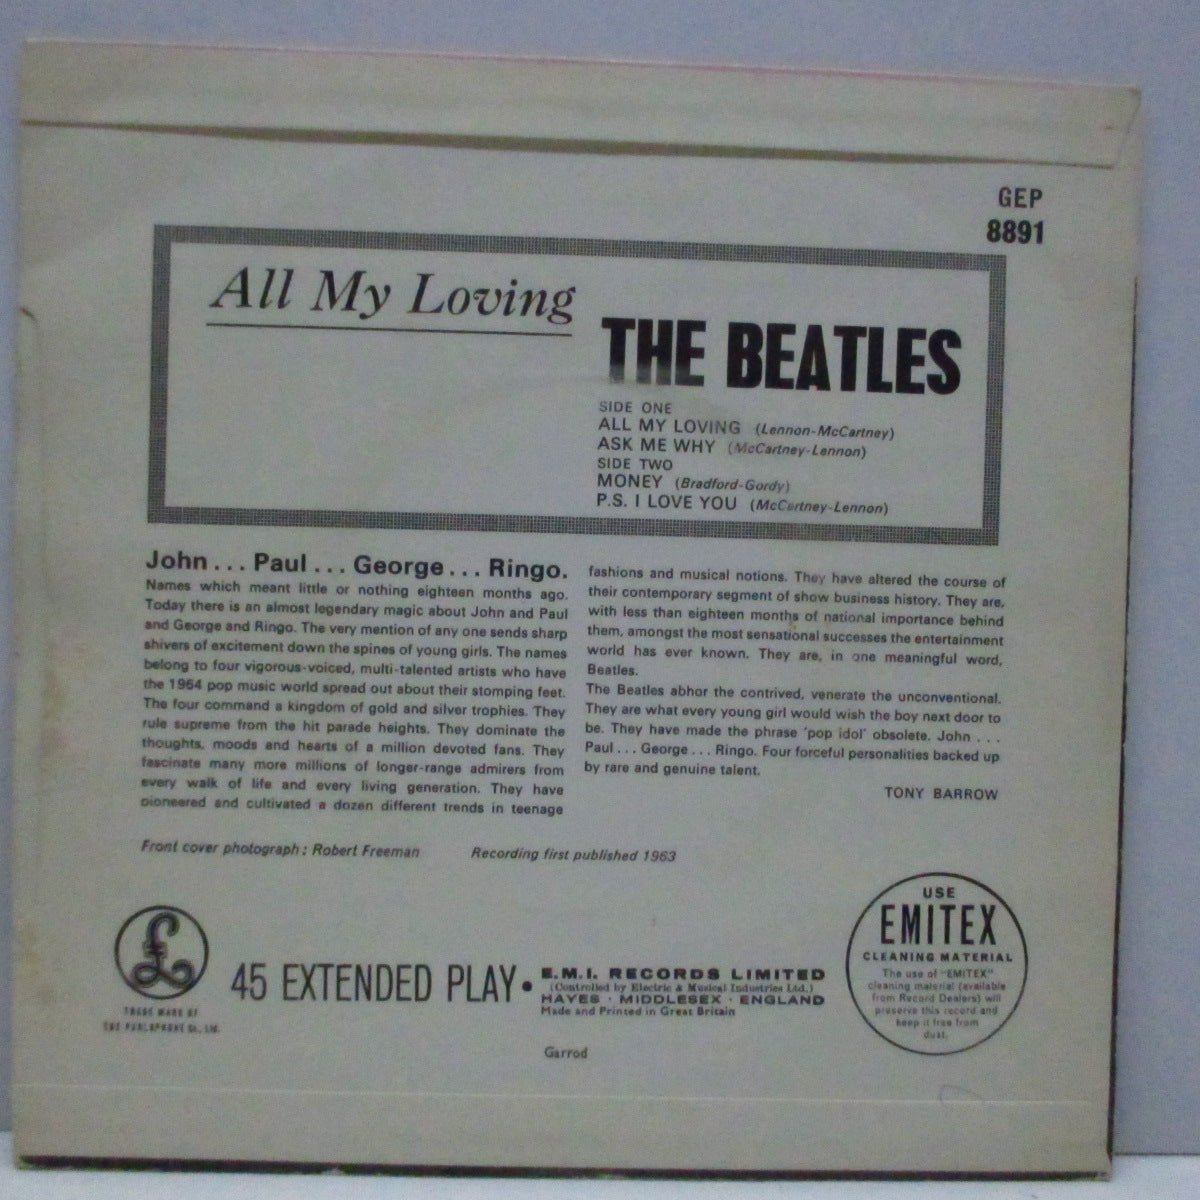 GEP
8891
All My Loving
THE BEATLES
SIDE ONE
ALL MY LOVING (Lennon-McCartney)
ASK ME WHY (McCartney-Lennon)
SIDE TWO
MONEY (Bradford-Gordy)
P.S. I LOVE YOU (McCartney-Lennon)
John... Paul... George... Ringo.
Names which meant little or nothing eighteen months ago.
Today there is an almost legendary magic about John and Paul
and George and Ringo. The very mention of any one sends sharp
shivers of excitement down the spines of young girls. The names
belong to four vigorous-voiced, multi-talented artists who have
the 1964 pop music world spread out about their stomping feet.
The four command a kingdom of gold and silver trophies. They
rule supreme from the hit parade heights. They dominate the
thoughts, moods and hearts of a million devoted fans. They
fascinate many more millions of longer-range admirers from
every walk of life and every living generation. They have
pioneered and cultivated a dozen different trends in teenage
fashions and musical notions. They have altered the course of
their contemporary segment of show business history. They are,
with less than eighteen months of national importance behind
them, amongst the most sensational successes the entertainment
world has ever known. They are, in one meaningful word,
Beatles.
The Beatles abhor the contrived, venerate the unconventional.
They are what every young girl would wish the boy next door to
be. They have made the phrase 'pop idol' obsolete. John ...
Paul... George... Ringo. Four forceful personalities backed up
by rare and genuine talent.
TONY BARROW
Front cover photograph: Robert Freeman
Recording first published 1963
£
TRADE MARK OF
THE PARLOPHONE Co., Ltd.
45 EXTENDED PLAY •
E.M.I. RECORDS LIMITED
(Controlled by Electric & Musical Industries Ltd.)
HAYES · MIDDLESEX · ENGLAND
Made and Printed in Great Britain
Garrod
USE
EMITEX
CLEANING MATERIAL
The use of "EMITEX"
cleaning material (available
from Record Dealers) will
preserve this record and
keep it free from
dust.